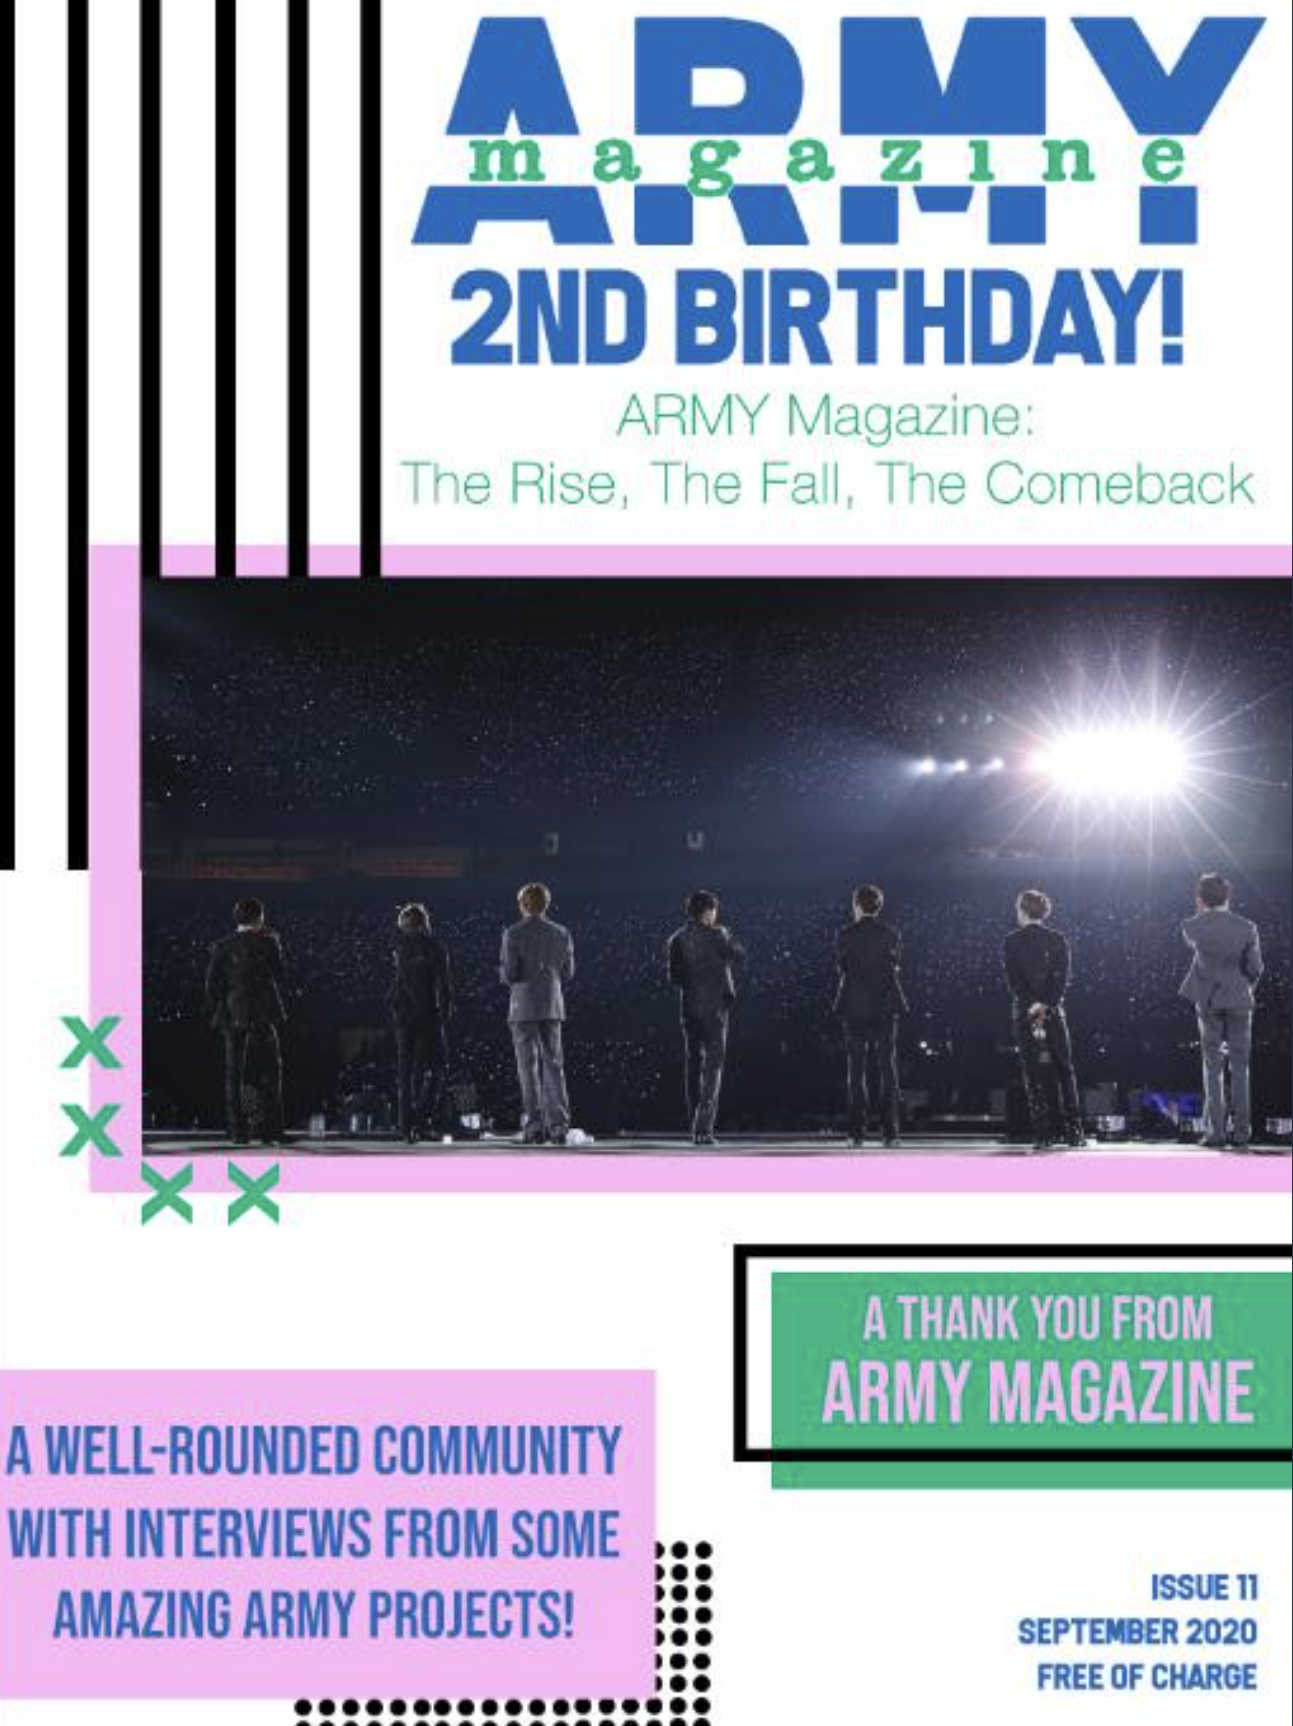 ARMY
magazine
2ND BIRTHDAY!
ARMY Magazine:
The Rise, The Fall, The Comeback
A THANK YOU FROM
ARMY MAGAZINE
A WELL-ROUNDED COMMUNITY
WITH INTERVIEWS FROM SOME
AMAZING ARMY PROJECTS!
ISSUE 11
SEPTEMBER 2020
FREE OF CHARGE